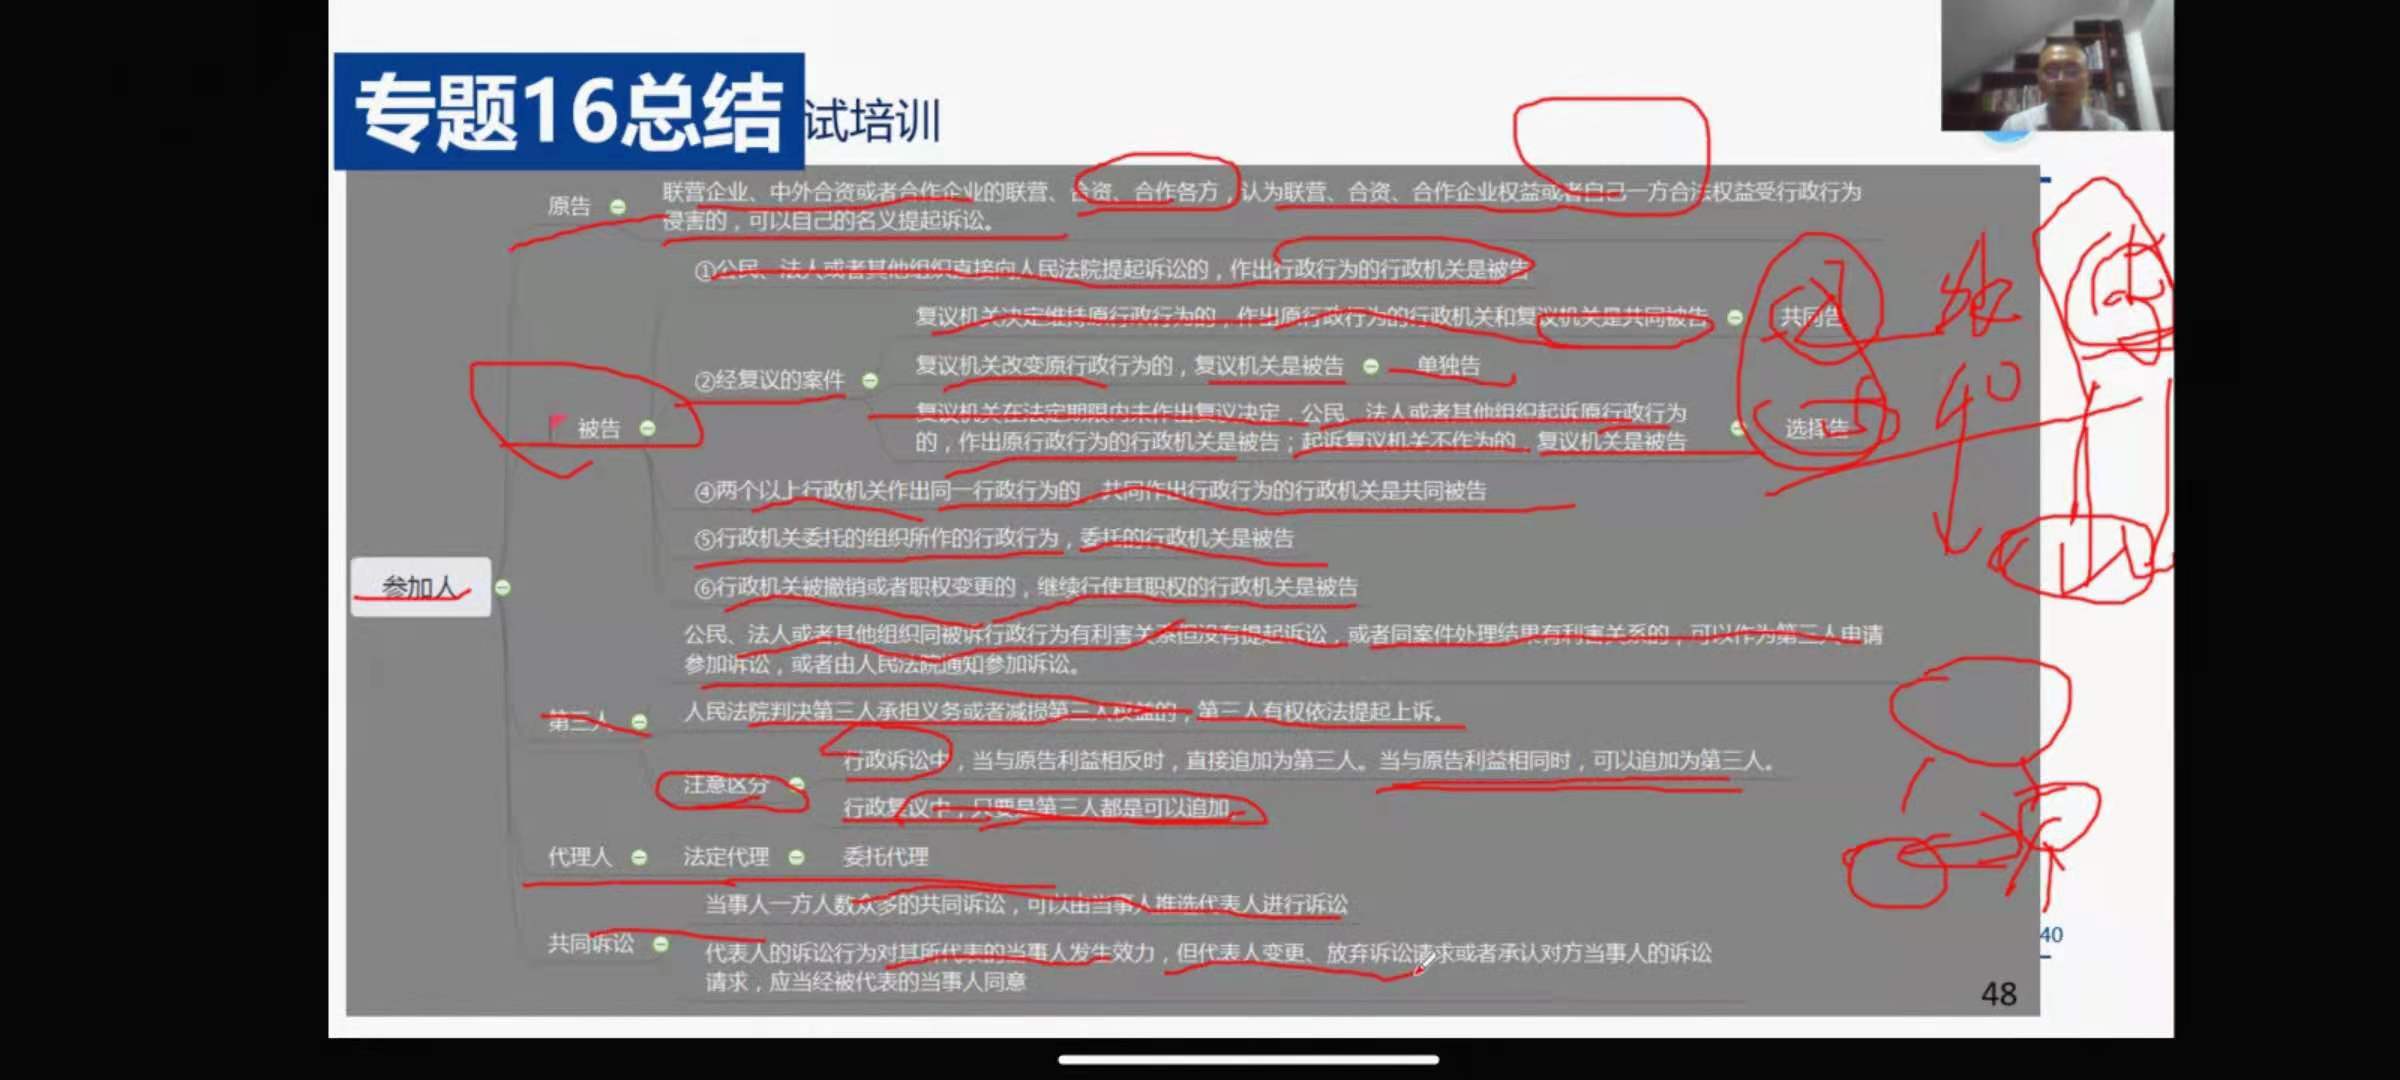 专题16总结
试培训
原告
联营企业、中外合资或者合作企业的联营、合资、合作各方，认为联营、合资、合作企业权益或者自己一方合法权益受行政行为
侵害的，可以自己的名义提起诉讼。
①公民、法人或者其他组织直接向人民法院提起诉讼的，作出行政行为的行政机关是被告
复议机关决定维持原行政行为的，作出原行政行为的行政机关和复议机关是共同被告
共同告
②经复议的案件
复议机关改变原行政行为的，复议机关是被告
单独告
被告
复议机关在法定期限内未作出复议决定，公民、法人或者其他组织起诉原行政行为
的，作出原行政行为的行政机关是被告；起诉复议机关不作为的，复议机关是被告
选择告
④两个以上行政机关作出同一行政行为的，共同作出行政行为的行政机关是共同被告
⑤行政机关委托的组织所作的行政行为，委托的行政机关是被告
参加人
⑥行政机关被撤销或者职权变更的，继续行使其职权的行政机关是被告
公民、法人或者其他组织同被诉行政行为有利害关系但没有提起诉讼，或者同案件处理结果有利害关系的，可以作为第三人申请
参加诉讼，或者由人民法院通知参加诉讼。
第三人
人民法院判决第三人承担义务或者减损第三人权益的，第三人有权依法提起上诉。
注意区分
行政诉讼中，当与原告利益相反时，直接追加为第三人。当与原告利益相同时，可以追加为第三人。
行政复议中，只要是第三人都是可以追加。
代理人
法定代理
委托代理
共同诉讼
当事人一方人数众多的共同诉讼，可以由当事人推选代表人进行诉讼
代表人的诉讼行为对其所代表的当事人发生效力，但代表人变更、放弃诉讼请求或者承认对方当事人的诉讼
请求，应当经被代表的当事人同意
40
48